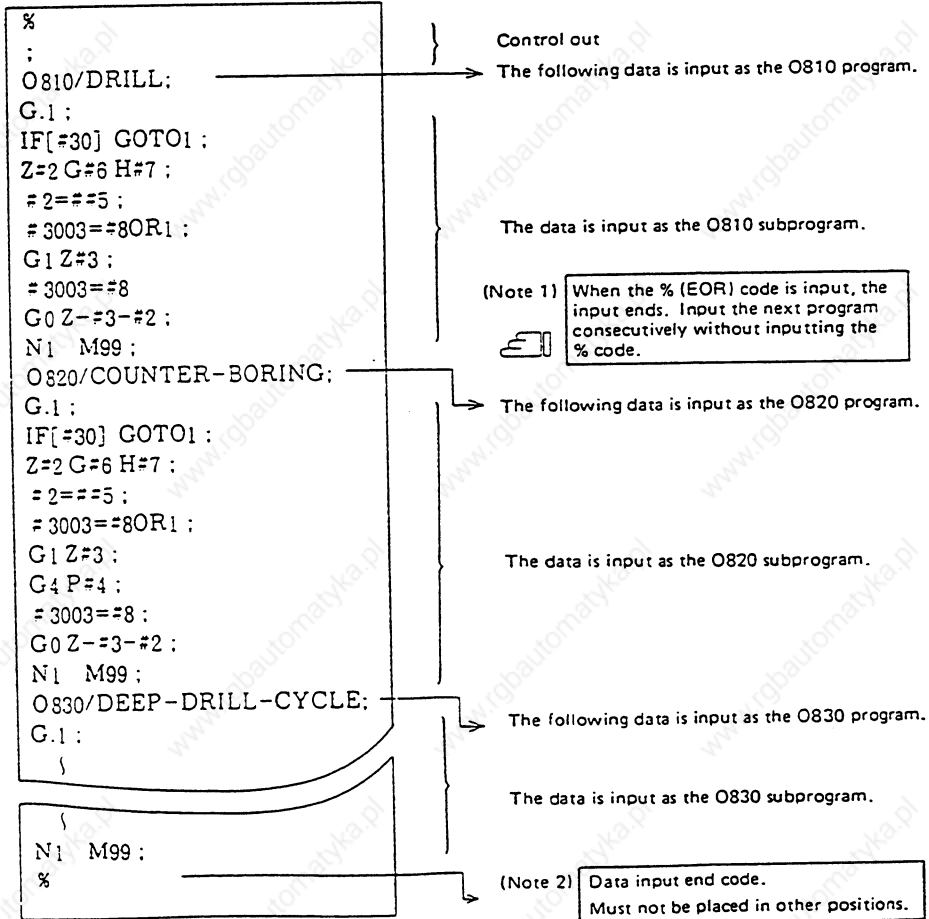 %
;
O810/DRILL;
G.1 ;
IF[#30] GOTO1 ;
Z#2 G#6 H#7 ;
#2=##5 ;
#3003=#8OR1 ;
G1 Z#3 ;
#3003=#8
G0 Z-#3-#2 ;
N1 M99 ;
O820/COUNTER-BORING;
G.1 ;
IF[#30] GOTO1 ;
Z#2 G#6 H#7 ;
#2=##5 ;
#3003=#8OR1 ;
G1 Z#3 ;
G4 P#4 ;
#3003=#8 ;
G0 Z-#3-#2 ;
N1 M99 ;
O830/DEEP-DRILL-CYCLE;
G.1 ;
N1 M99 ;
%
Control out
The following data is input as the O810 program.
The data is input as the O810 subprogram.
(Note 1) When the % (EOR) code is input, the
input ends. Input the next program
consecutively without inputting the
% code.
The following data is input as the O820 program.
The data is input as the O820 subprogram.
The following data is input as the O830 program.
The data is input as the O830 subprogram.
(Note 2) Data input end code.
Must not be placed in other positions.
www.rgbautomatyka.pl